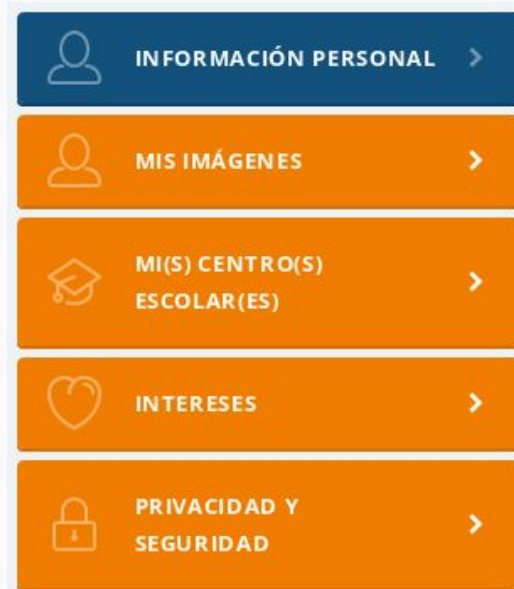 INFORMACIÓN PERSONAL
MIS IMÁGENES
MI(S) CENTRO(S)
ESCOLAR(ES)
INTERESES
PRIVACIDAD Y
SEGURIDAD